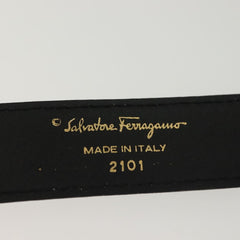 © Salvatore Ferragamo
MADE IN ITALY
2101